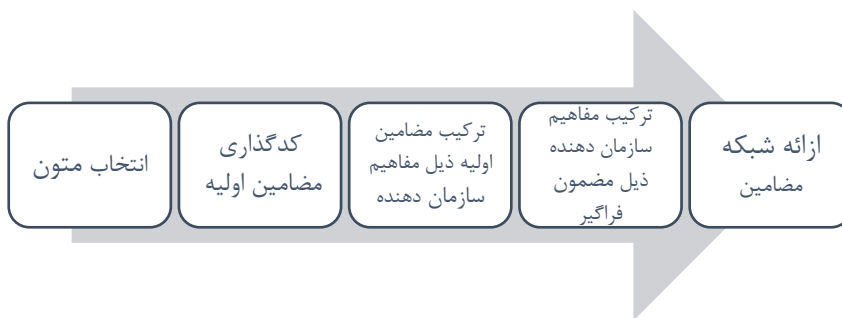 انتخاب متون
کدگذاری
مضامین اولیه
ترکیب مضامین
اولیه ذیل مفاهیم
سازمان دهنده
ترکیب مفاهیم
سازمان دهنده
ذیل مضمون
فراگیر
ازائه شبکه
مضامین